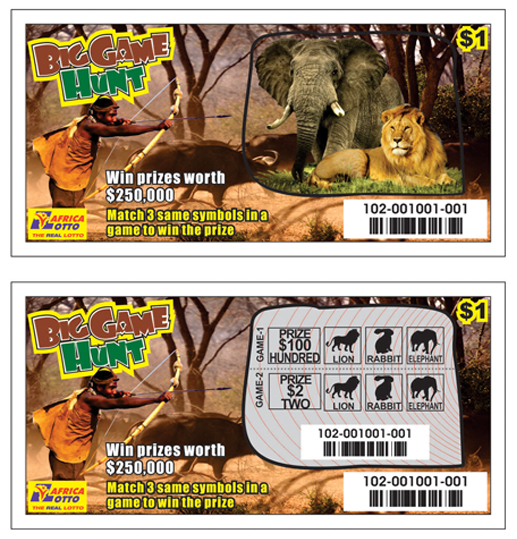 BIG GAME
HUNT
$1
Win prizes worth
$250,000
Match 3 same symbols in a
game to win the prize
AFRICA
LOTTO
THE REAL LOTTO
102-001001-001
BIG GAME
HUNT
$1
GAME-1
PRIZE
$100
HUNDRED
LION
RABBIT
ELEPHANT
GAME-2
PRIZE
$2
TWO
LION
RABBIT
ELEPHANT
102-001001-001
Win prizes worth
$250,000
Match 3 same symbols in a
game to win the prize
AFRICA
LOTTO
THE REAL LOTTO
102-001001-001